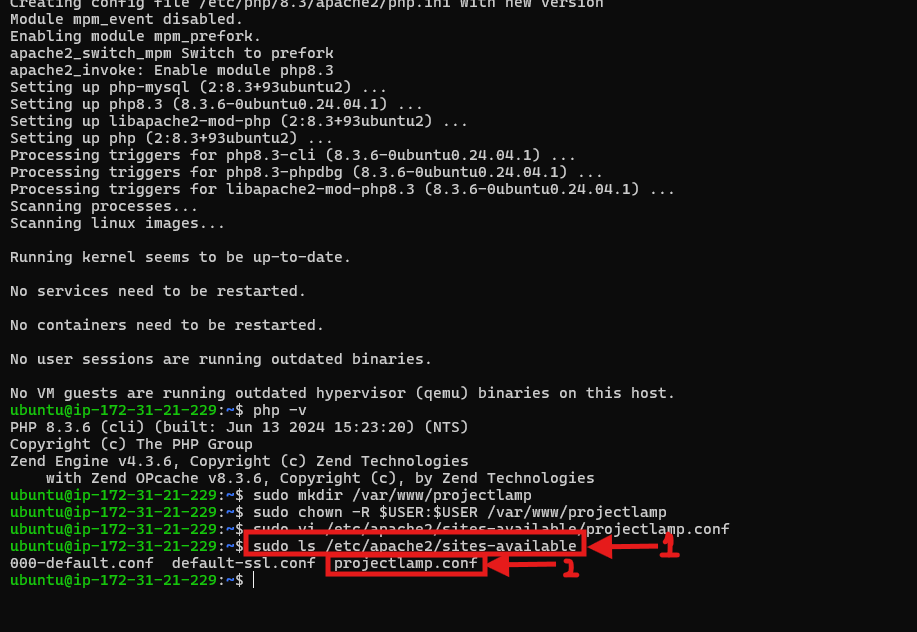 Creating config file /etc/php/8.3/apache2/php.ini with new version
Module mpm_event disabled.
Enabling module mpm_prefork.
apache2_switch_mpm Switch to prefork
apache2_invoke: Enable module php8.3
Setting up php-mysql (2:8.3+93ubuntu2) ...
Setting up php8.3 (8.3.6-0ubuntu0.24.04.1) ...
Setting up libapache2-mod-php (2:8.3+93ubuntu2) ...
Setting up php (2:8.3+93ubuntu2) ...
Processing triggers for php8.3-cli (8.3.6-0ubuntu0.24.04.1) ...
Processing triggers for php8.3-phpdbg (8.3.6-0ubuntu0.24.04.1) ...
Processing triggers for libapache2-mod-php8.3 (8.3.6-0ubuntu0.24.04.1) ...
Scanning processes...
Scanning linux images...
Running kernel seems to be up-to-date.
No services need to be restarted.
No containers need to be restarted.
No user sessions are running outdated binaries.
No VM guests are running outdated hypervisor (qemu) binaries on this host.
ubuntu@ip-172-31-21-229:~$ php -v
PHP 8.3.6 (cli) (built: Jun 13 2024 15:23:20) (NTS)
Copyright (c) The PHP Group
Zend Engine v4.3.6, Copyright (c) Zend Technologies
    with Zend OPcache v8.3.6, Copyright (c), by Zend Technologies
ubuntu@ip-172-31-21-229:~$ sudo mkdir /var/www/projectlamp
ubuntu@ip-172-31-21-229:~$ sudo chown -R $USER:$USER /var/www/projectlamp
ubuntu@ip-172-31-21-229:~$ sudo vi /etc/apache2/sites-available/projectlamp.conf
ubuntu@ip-172-31-21-229:~$ sudo ls /etc/apache2/sites-available 1
000-default.conf  default-ssl.conf  projectlamp.conf 1
ubuntu@ip-172-31-21-229:~$